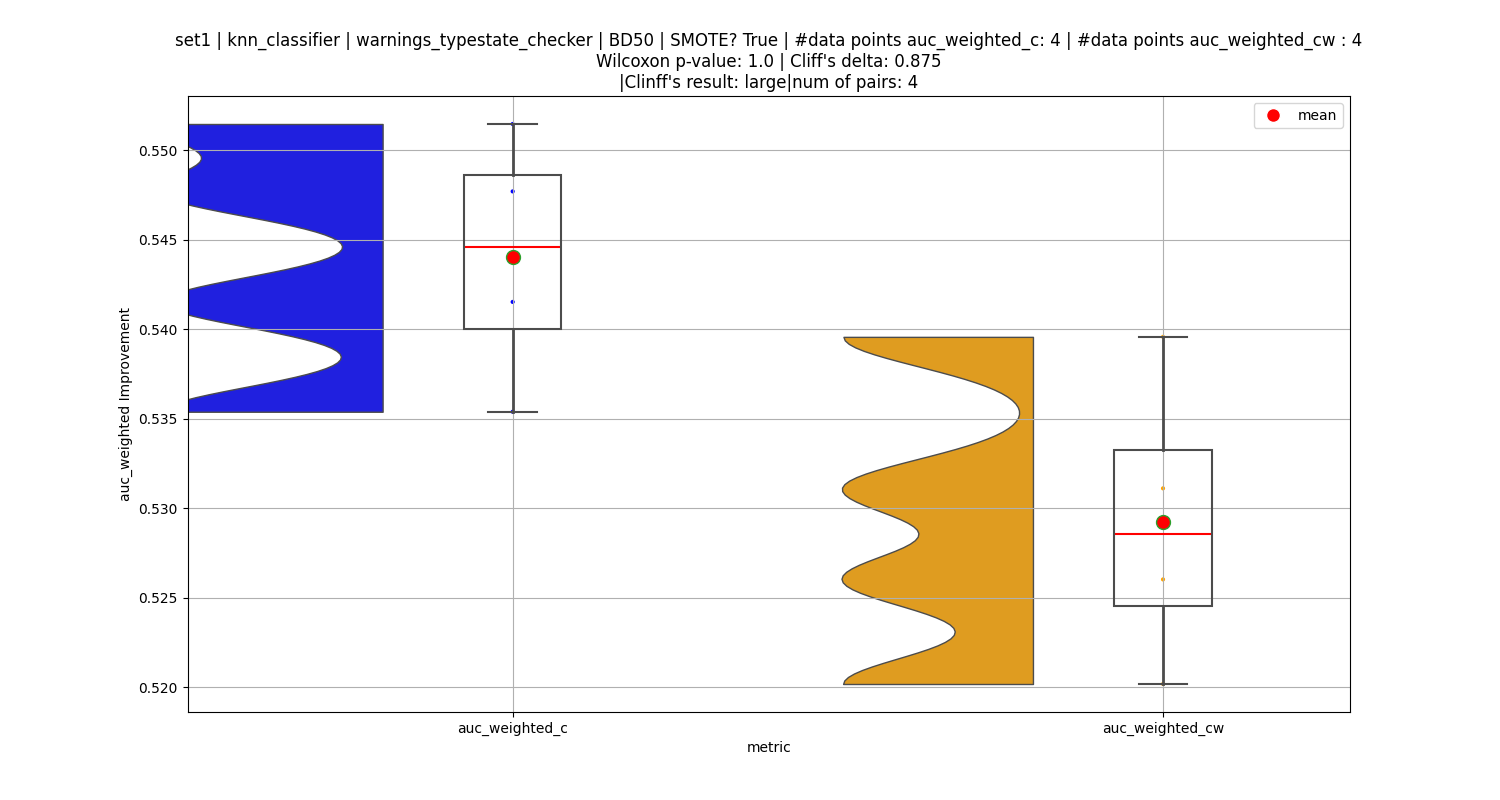 set1 | knn_classifier | warnings_typestate_checker | BD50 | SMOTE? True | #data points auc_weighted_c: 4 | #data points auc_weighted_cw : 4
Wilcoxon p-value: 1.0 | Cliff's delta: 0.875
|Clinff's result: large|num of pairs: 4
mean
0.550
0.545
0.540
0.535
0.530
0.525
0.520
auc_weighted Improvement
auc_weighted_c
auc_weighted_cw
metric